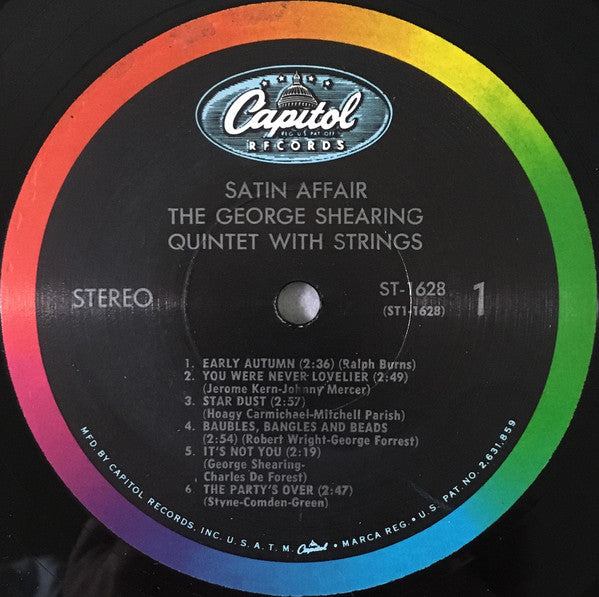 Capitol
REG. U.S. PAT. OFF.
RECORDS
SATIN AFFAIR
THE GEORGE SHEARING
QUINTET WITH STRINGS
STEREO
ST-1628
(ST1-1628)
1
1. EARLY AUTUMN (2:36) (Ralph Burns)
2. YOU WERE NEVER LOVELIER (2:49)
(Jerome Kern-Johnny Mercer)
3. STAR DUST (2:57)
(Hoagy Carmichael-Mitchell Parish)
4. BAUBLES, BANGLES AND BEADS
(2:54) (Robert Wright-George Forrest)
5. IT'S NOT YOU (2:19)
(George Shearing-
Charles De Forest)
6. THE PARTY'S OVER (2:47)
(Styne-Comden-Green)
MFD. BY CAPITOL RECORDS, INC. U.S.A. T.M. Capitol • MARCA REG. • U.S. PAT. NO. 2,631,859